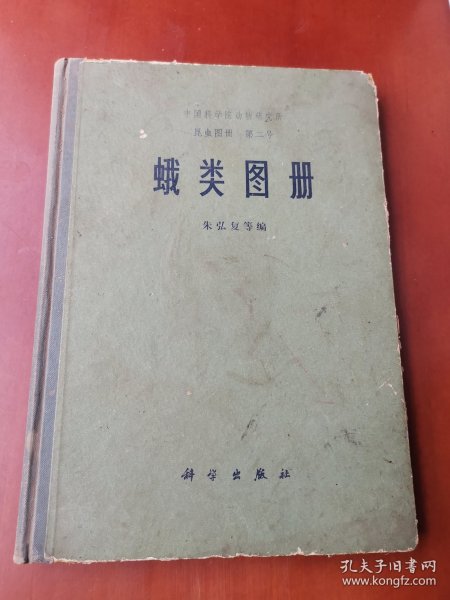 中国科学院动物研究所
昆虫图册 第二号
蛾类图册
朱弘复等编
科学出版社
孔夫子旧书网
www.kongfz.com